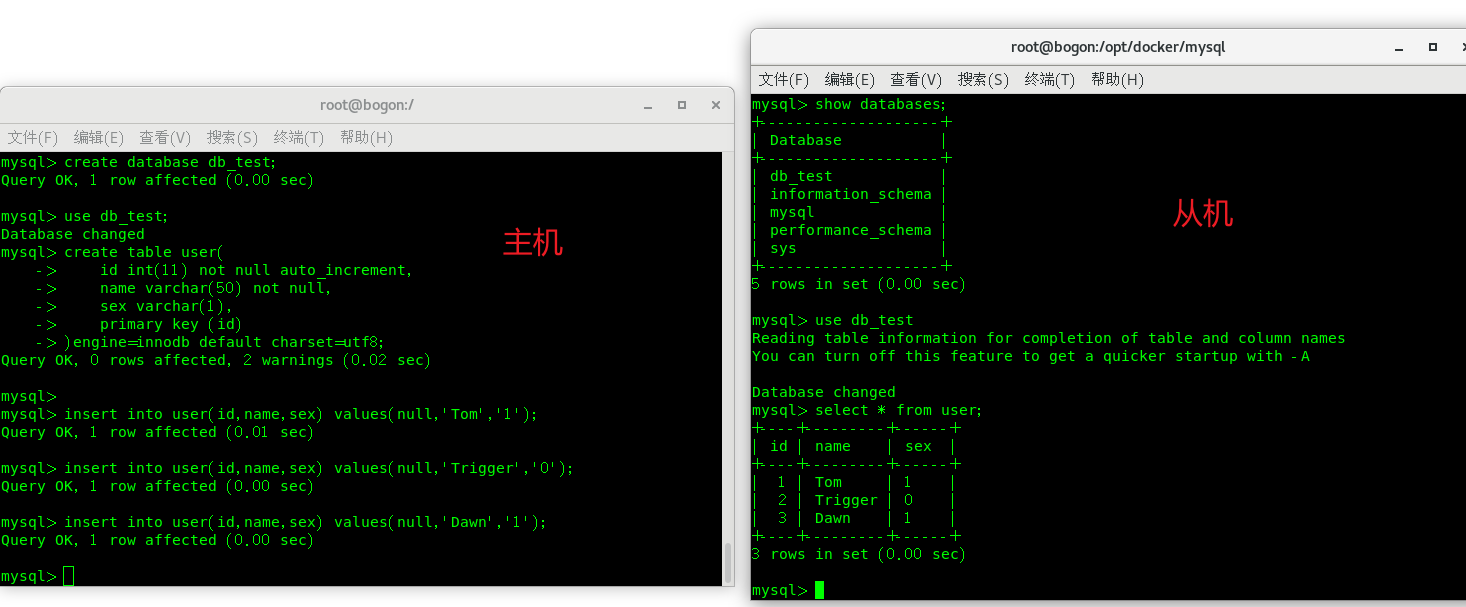 root@bogon:/
文件(F) 编辑(E) 查看(V) 搜索(S) 终端(T) 帮助(H)
mysql> create database db_test;
Query OK, 1 row affected (0.00 sec)
mysql> use db_test;
Database changed
mysql> create table user(
    ->     id int(11) not null auto_increment,
    ->     name varchar(50) not null,
    ->     sex varchar(1),
    ->     primary key (id)
    -> )engine=innodb default charset=utf8;
Query OK, 0 rows affected, 2 warnings (0.02 sec)
mysql>
mysql> insert into user(id,name,sex) values(null,'Tom','1');
Query OK, 1 row affected (0.01 sec)
mysql> insert into user(id,name,sex) values(null,'Trigger','0');
Query OK, 1 row affected (0.00 sec)
mysql> insert into user(id,name,sex) values(null,'Dawn','1');
Query OK, 1 row affected (0.00 sec)
mysql>
主机
root@bogon:/opt/docker/mysql
文件(F) 编辑(E) 查看(V) 搜索(S) 终端(T) 帮助(H)
mysql> show databases;
+--------------------+
| Database           |
+--------------------+
| db_test            |
| information_schema |
| mysql              |
| performance_schema |
| sys                |
+--------------------+
5 rows in set (0.00 sec)
mysql> use db_test
Reading table information for completion of table and column names
You can turn off this feature to get a quicker startup with -A
Database changed
mysql> select * from user;
+----+---------+------+
| id | name    | sex  |
+----+---------+------+
|  1 | Tom     | 1    |
|  2 | Trigger | 0    |
|  3 | Dawn    | 1    |
+----+---------+------+
3 rows in set (0.00 sec)
mysql>
从机